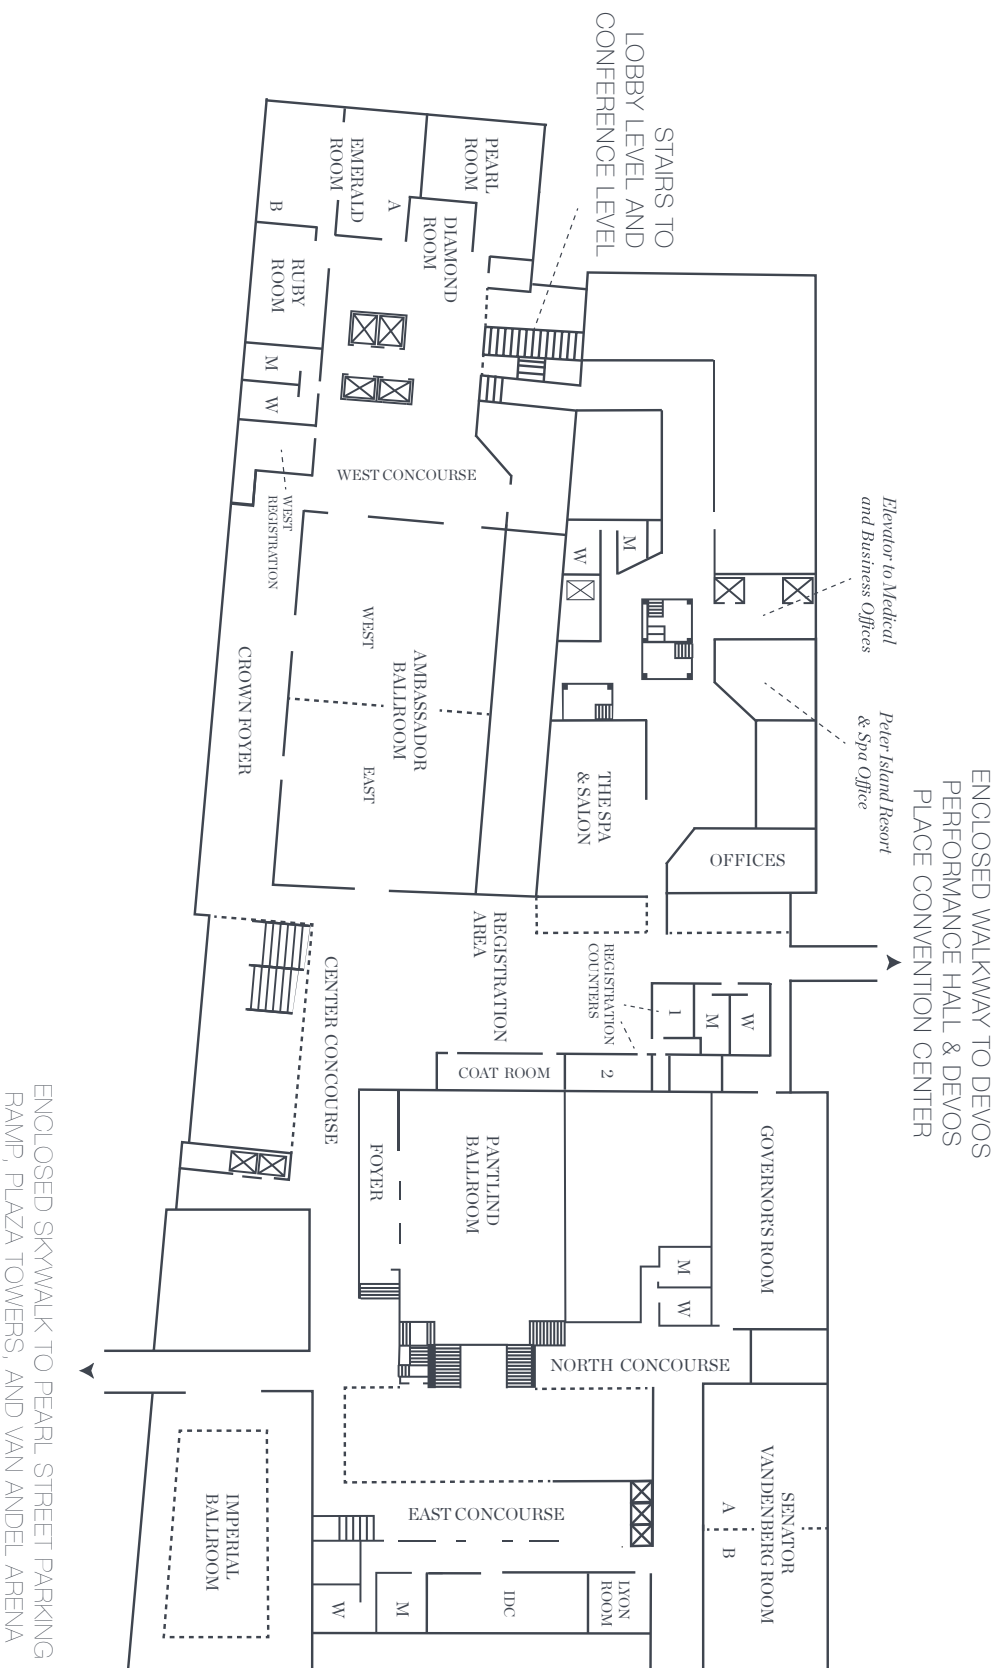 STAIRS TO
LOBBY LEVEL AND
CONFERENCE LEVEL
PEARL
ROOM
EMERALD
ROOM
A
B
DIAMOND
ROOM
RUBY
ROOM
M
W
WEST CONCOURSE
WEST
REGISTRATION
Elevator to Medical
and Business Offices
M
W
WEST
AMBASSADOR
BALLROOM
EAST
CROWN FOYER
Peter Island Resort
& Spa Office
THE SPA
& SALON
OFFICES
ENCLOSED WALKWAY TO DEVOS
PERFORMANCE HALL & DEVOS
PLACE CONVENTION CENTER
REGISTRATION
AREA
REGISTRATION
COUNTERS
1
M
W
2
COAT ROOM
CENTER CONCOURSE
FOYER
PANTLIND
BALLROOM
GOVERNOR'S ROOM
M
W
NORTH CONCOURSE
ENCLOSED SKYWALK TO PEARL STREET PARKING
RAMP, PLAZA TOWERS, AND VAN ANDEL ARENA
SENATOR
VANDENBERG ROOM
A
B
EAST CONCOURSE
IMPERIAL
BALLROOM
W
M
IDC
LYON
ROOM